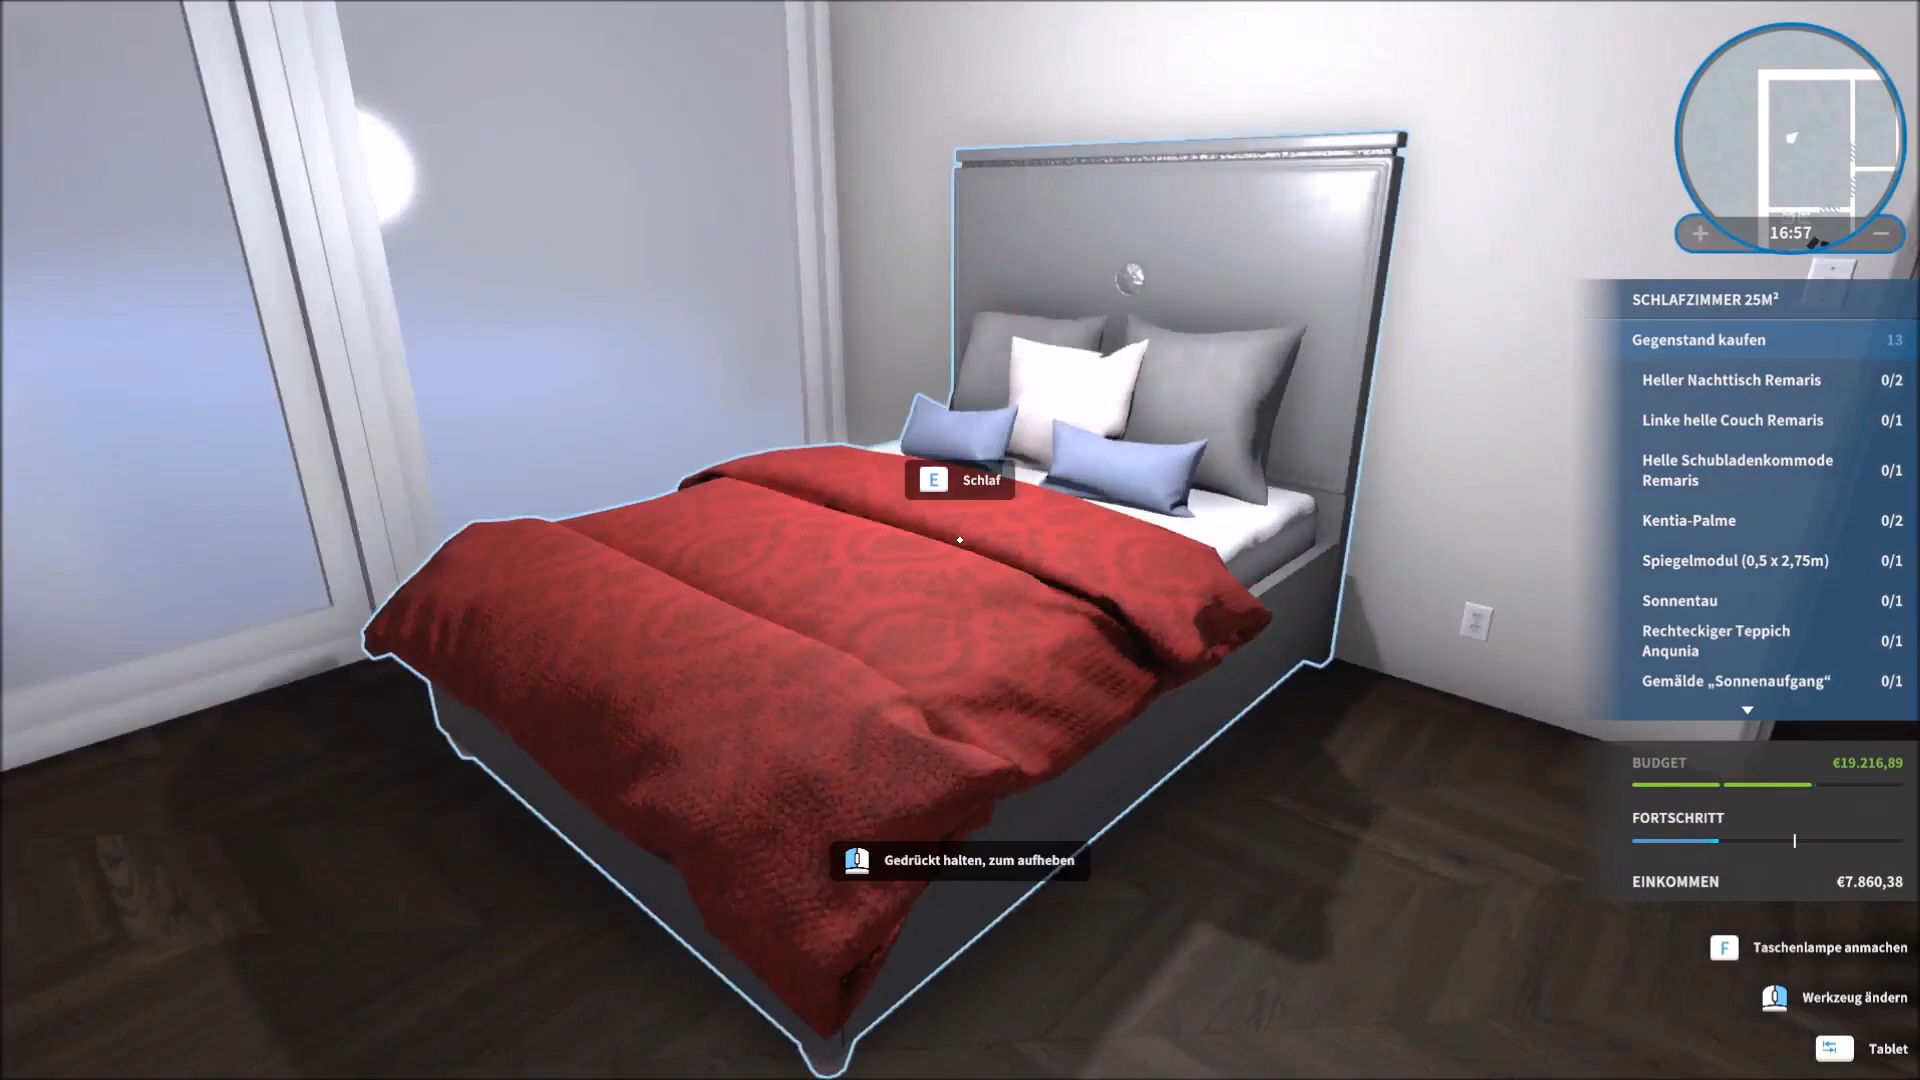 16:57
SCHLAFZIMMER 25M²
Gegenstand kaufen 13
Heller Nachttisch Remaris 0/2
Linke helle Couch Remaris 0/1
Helle Schubladenkommode
Remaris 0/1
Kentia-Palme 0/2
Spiegelmodul (0,5 x 2,75m) 0/1
Sonnentau 0/1
Rechteckiger Teppich
Anqunia 0/1
Gemälde „Sonnenaufgang“ 0/1
E Schlaf
BUDGET €19.216,89
FORTSCHRITT
Gedrückt halten, zum aufheben
EINKOMMEN €7.860,38
F Taschenlampe anmachen
Werkzeug ändern
Tablet